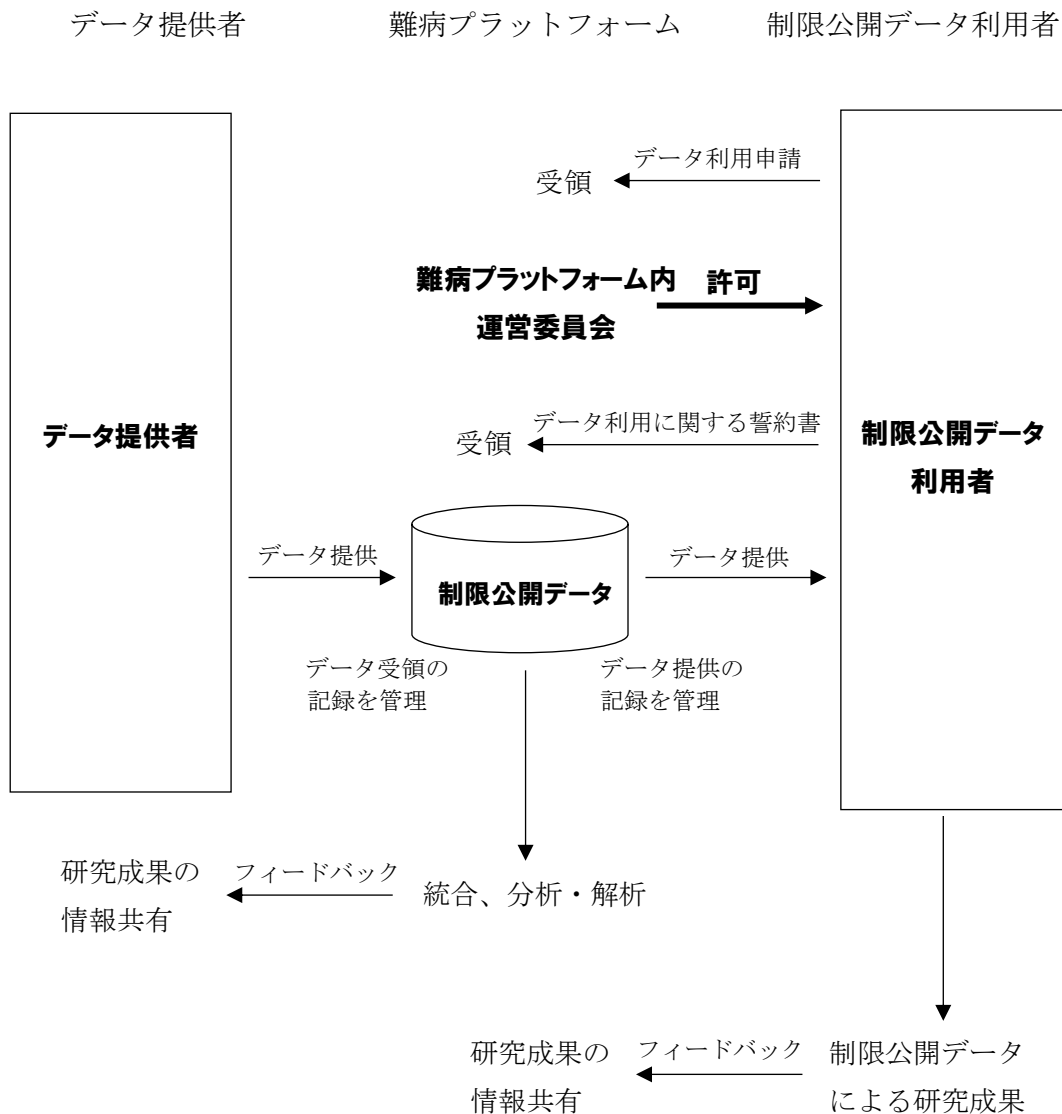 データ提供者
難病プラットフォーム
制限公開データ利用者
データ利用申請
受領
難病プラットフォーム内
運営委員会
許可
データ提供者
データ利用に関する誓約書
受領
制限公開データ
利用者
データ提供
制限公開データ
データ提供
データ受領の
記録を管理
データ提供の
記録を管理
研究成果の
情報共有
フィードバック
統合、分析・解析
研究成果の
情報共有
フィードバック
制限公開データ
による研究成果